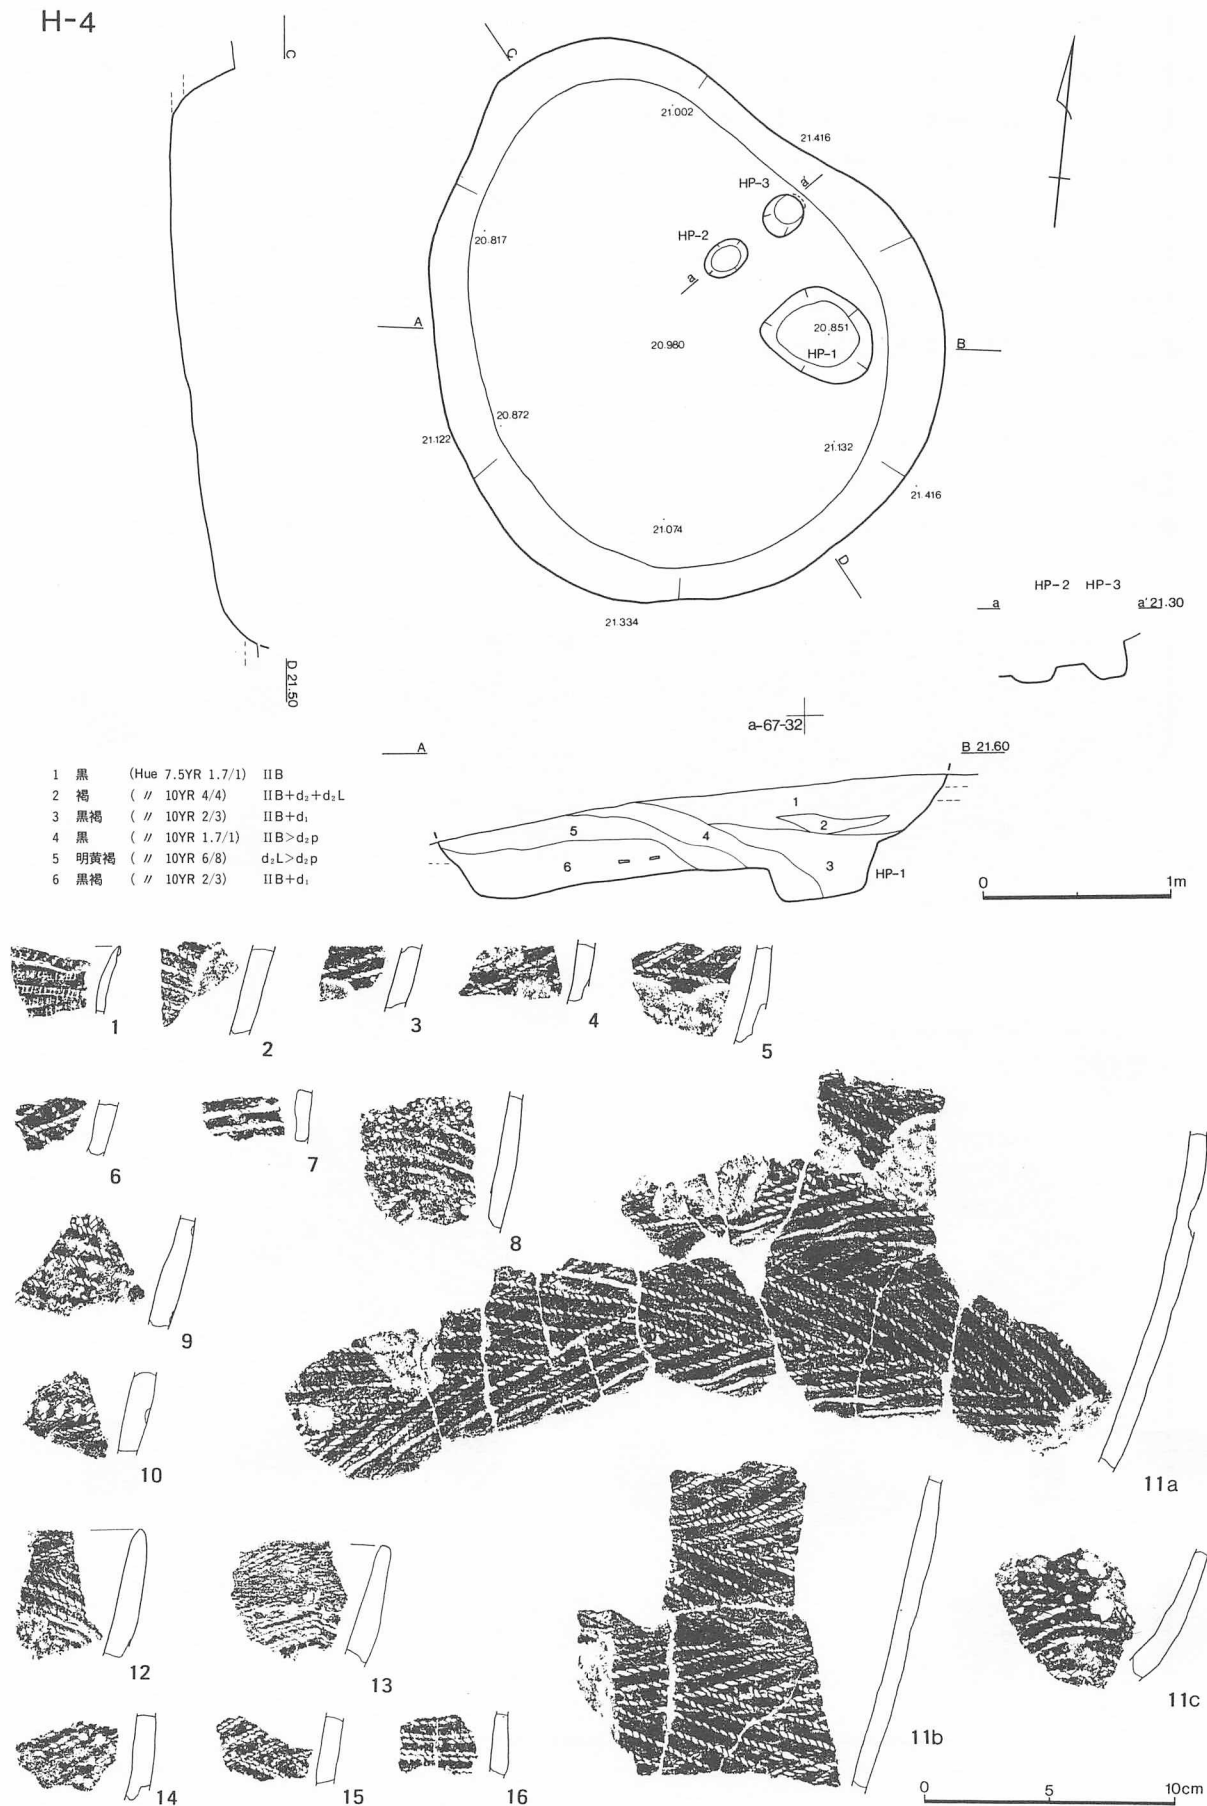 H-4
C
C
21.002
21.416
HP-3
a'
HP-2
20.817
a
A
20.980
20.851
HP-1
B
20.872
21.122
21.132
21.416
21.074
D
21.334
D 21.50
HP-2 HP-3
a
a' 21.30
a-67-32
A
B 21.60
1 黒 (Hue 7.5YR 1.7/1) IIB
2 褐 ( 〃 10YR 4/4) IIB+d₂+d₂L
3 黒褐 ( 〃 10YR 2/3) IIB+d₁
4 黒 ( 〃 10YR 1.7/1) IIB>d₂p
5 明黄褐 ( 〃 10YR 6/8) d₂L>d₂p
6 黒褐 ( 〃 10YR 2/3) IIB+d₁
1
2
5
4
6
3
HP-1
0 1m
1
2
3
4
5
6
7
8
9
10
11a
12
13
11b
11c
14
15
16
0 5 10cm